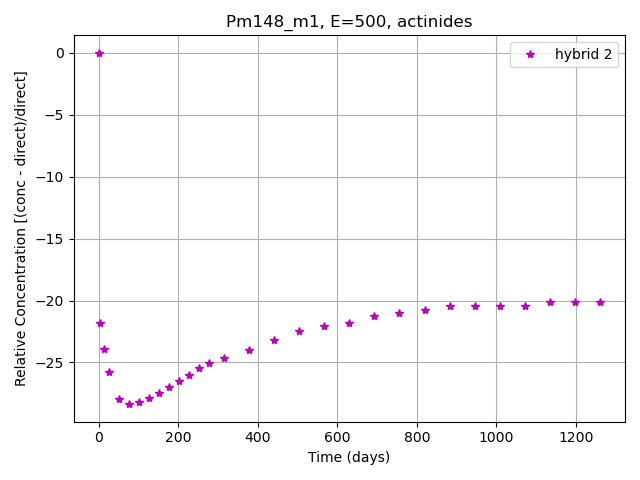 Pm148_m1, E=500, actinides
hybrid 2
Relative Concentration [(conc - direct)/direct]
0
−5
−10
−15
−20
−25
0 200 400 600 800 1000 1200
Time (days)